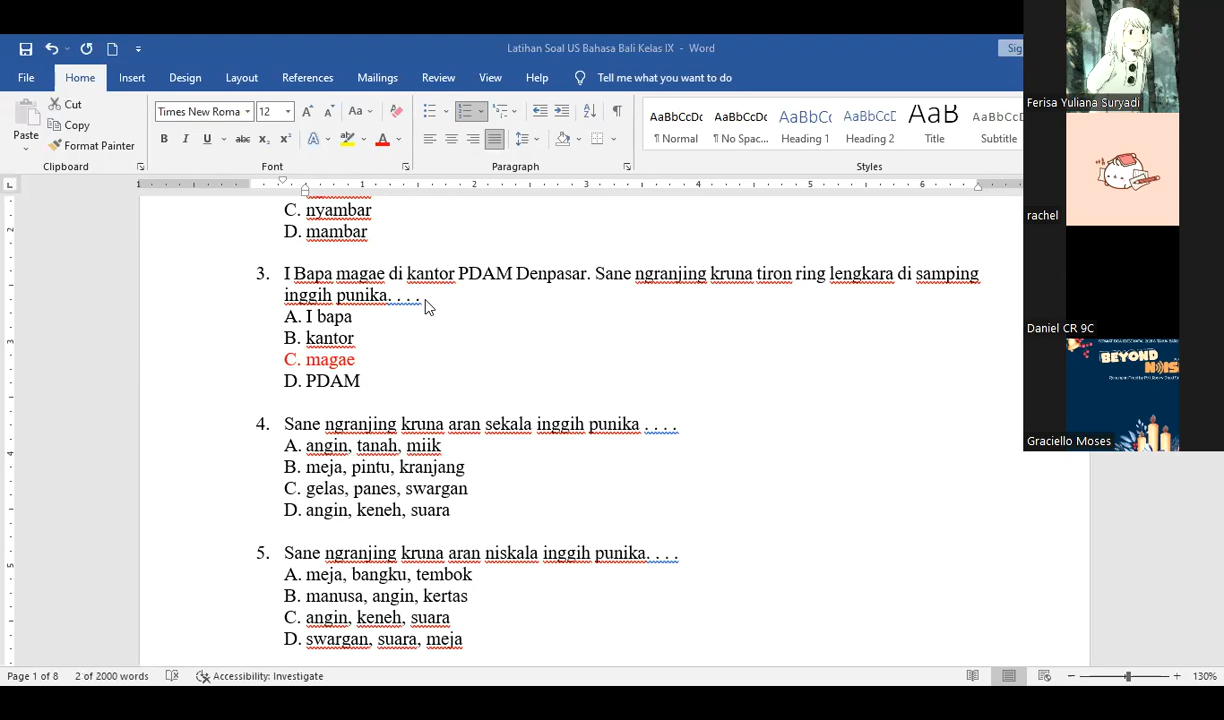 Latihan Soal US Bahasa Bali Kelas IX - Word
Sig
File Home Insert Design Layout References Mailings Review View Help Tell me what you want to do
Paste
Cut
Copy
Format Painter
Clipboard
Times New Roma 12
Font
Paragraph
AaBbCcDc AaBbCcDc AaBbCc AaBbCcC AaB AaBbCcC
¶ Normal ¶ No Spac... Heading 1 Heading 2 Title Subtitle
Styles
C. nyambar
D. mambar
3. I Bapa magae di kantor PDAM Denpasar. Sane ngranjing kruna tiron ring lengkara di samping
inggih punika. . . .
A. I bapa
B. kantor
C. magae
D. PDAM
4. Sane ngranjing kruna aran sekala inggih punika . . . .
A. angin, tanah, miik
B. meja, pintu, kranjang
C. gelas, panes, swargan
D. angin, keneh, suara
5. Sane ngranjing kruna aran niskala inggih punika. . . .
A. meja, bangku, tembok
B. manusa, angin, kertas
C. angin, keneh, suara
D. swargan, suara, meja
Page 1 of 8 2 of 2000 words Accessibility: Investigate 130%
Ferisa Yuliana Suryadi
rachel
Daniel CR 9C
BEYOND
Graciello Moses